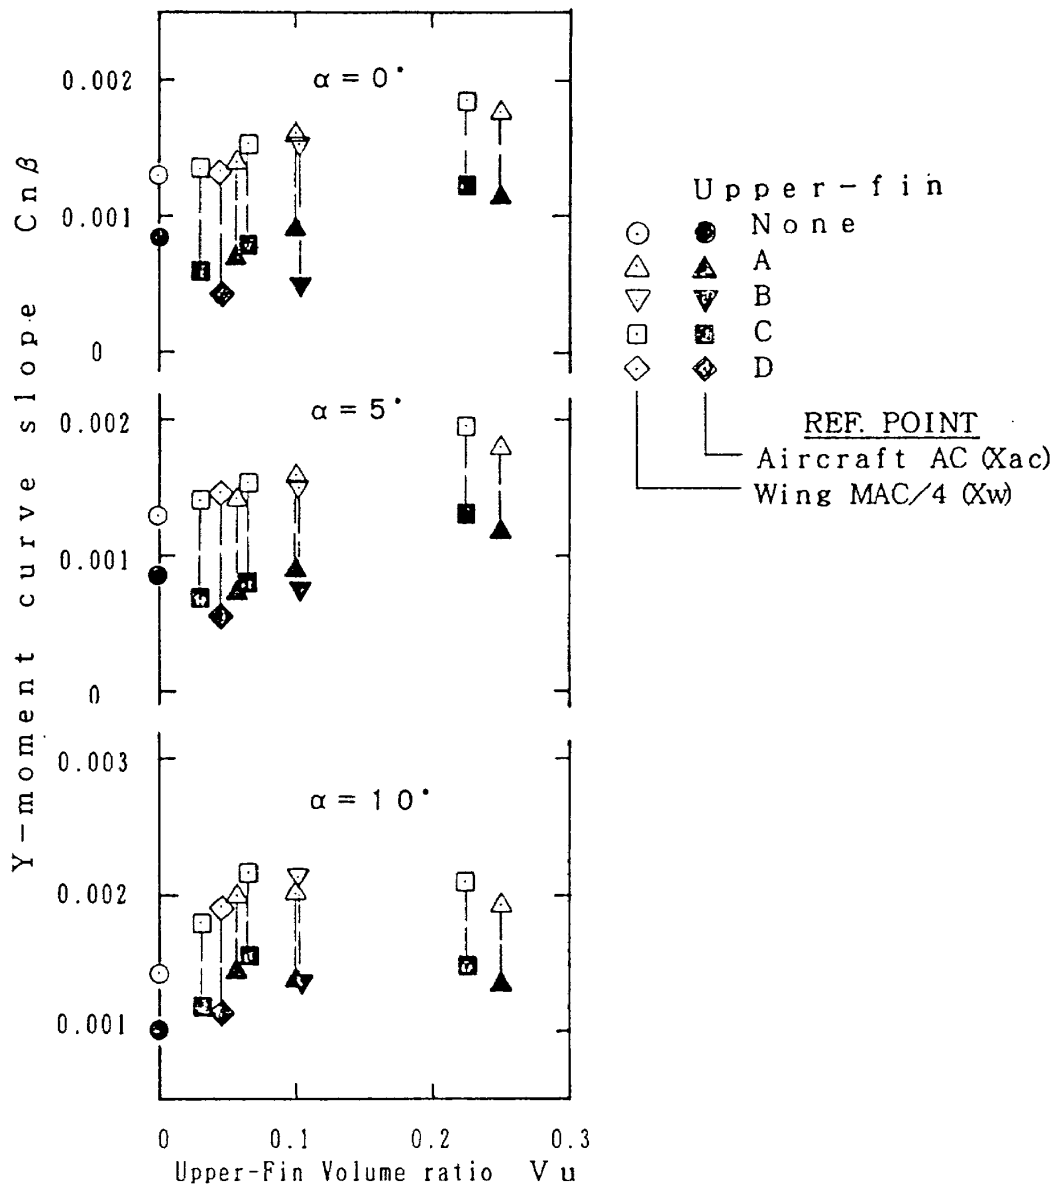 Y-moment curve slope Cnβ
0.002
α=0°
0.001
0
0.002
α=5°
0.001
0
0.003
α=10°
0.002
0.001
0 0.1 0.2 0.3
Upper-Fin Volume ratio Vu
Upper-fin
None
A
B
C
D
REF. POINT
Aircraft AC (Xac)
Wing MAC/4 (Xw)